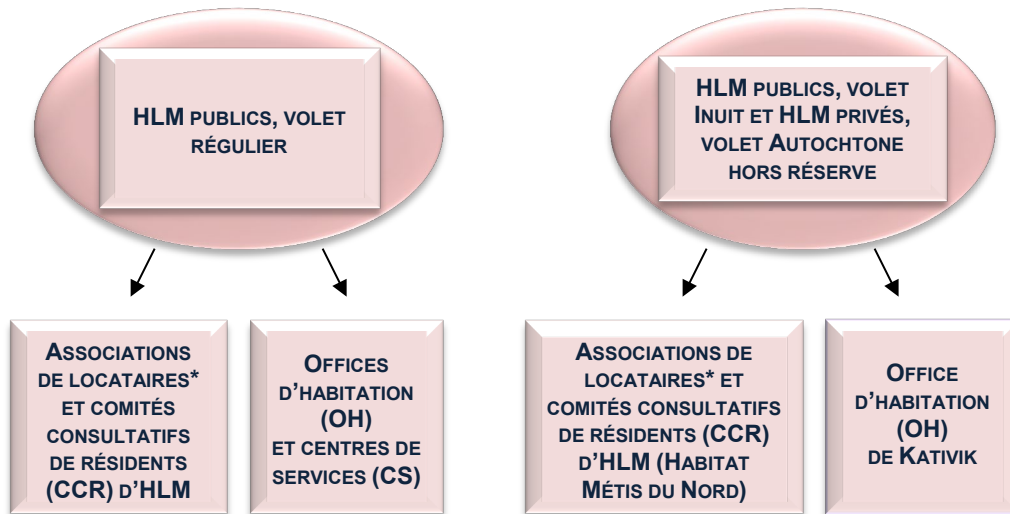 HLM PUBLICS, VOLET
RÉGULIER
HLM PUBLICS, VOLET
INUIT ET HLM PRIVÉS,
VOLET AUTOCHTONE
HORS RÉSERVE
ASSOCIATIONS
DE LOCATAIRES*
ET COMITÉS
CONSULTATIFS
DE RÉSIDENTS
(CCR) D’HLM
OFFICES
D’HABITATION
(OH)
ET CENTRES DE
SERVICES (CS)
ASSOCIATIONS DE
LOCATAIRES* ET
COMITÉS CONSULTATIFS
DE RÉSIDENTS (CCR)
D’HLM (HABITAT
MÉTIS DU NORD)
OFFICE
D’HABITATION
(OH)
DE KATIVIK